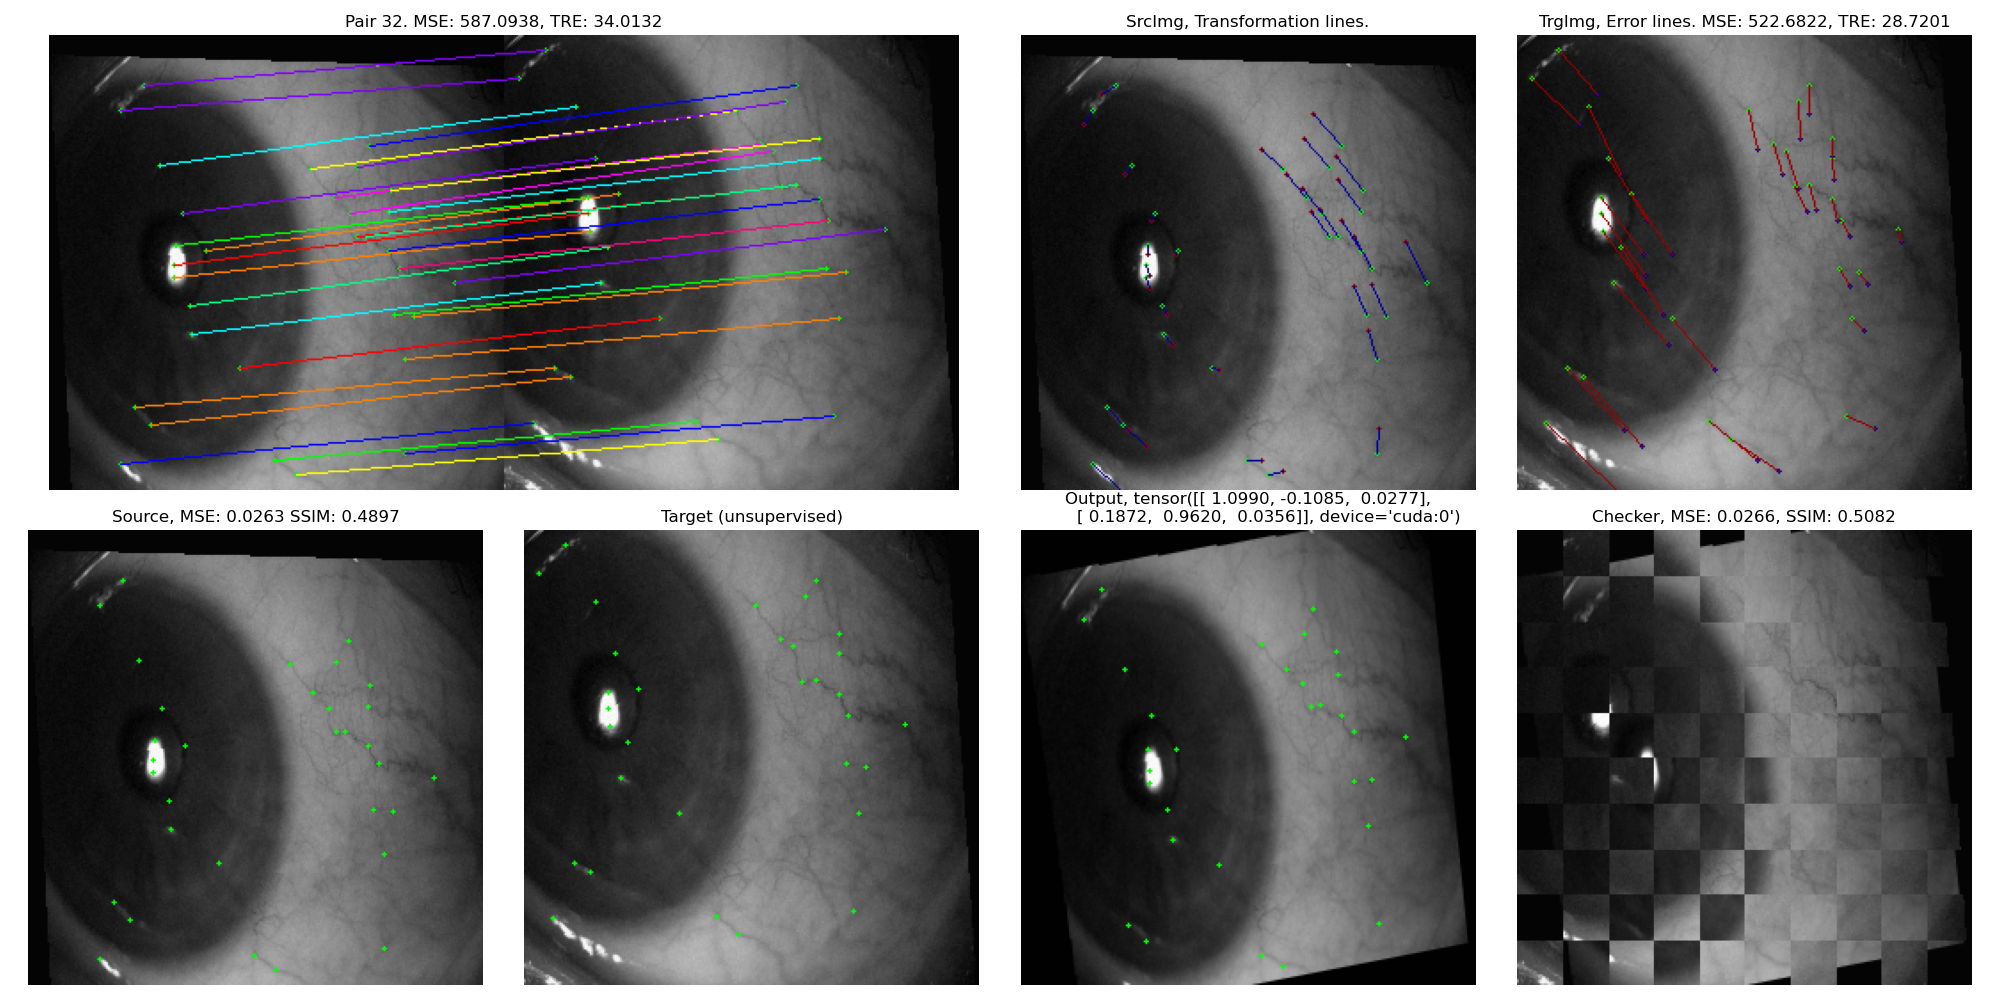 Pair 32. MSE: 587.0938, TRE: 34.0132
SrcImg, Transformation lines.
TrgImg, Error lines. MSE: 522.6822, TRE: 28.7201
Source, MSE: 0.0263 SSIM: 0.4897
Target (unsupervised)
Output, tensor([[ 1.0990, -0.1085,  0.0277],
[ 0.1872,  0.9620,  0.0356]], device='cuda:0')
Checker, MSE: 0.0266, SSIM: 0.5082